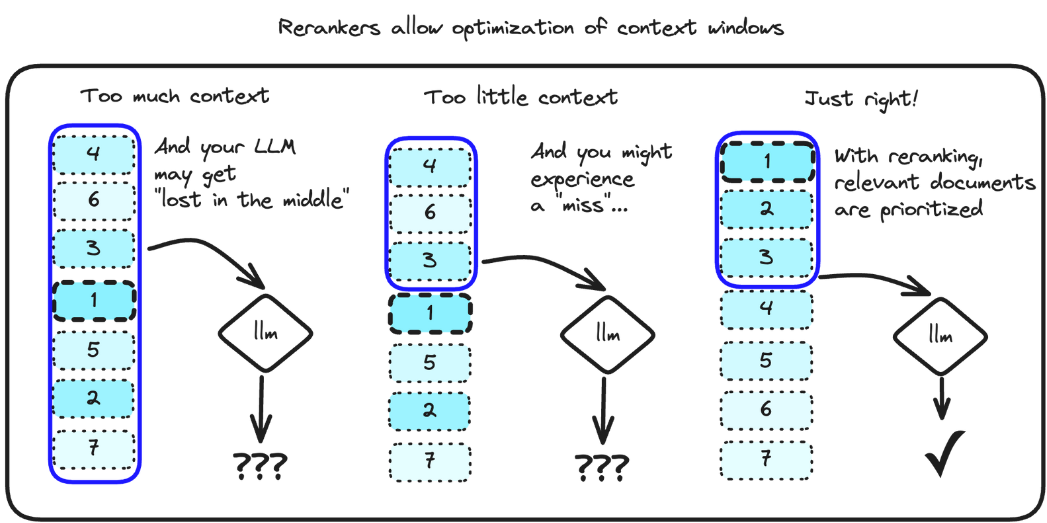 Rerankers allow optimization of context windows
Too much context
4
6
3
1
5
2
7
And your LLM
may get
"lost in the middle"
llm
???
Too little context
4
6
3
1
5
2
7
And you might
experience
a "miss"...
llm
???
Just right!
1
2
3
4
5
6
7
With reranking,
relevant documents
are prioritized
llm